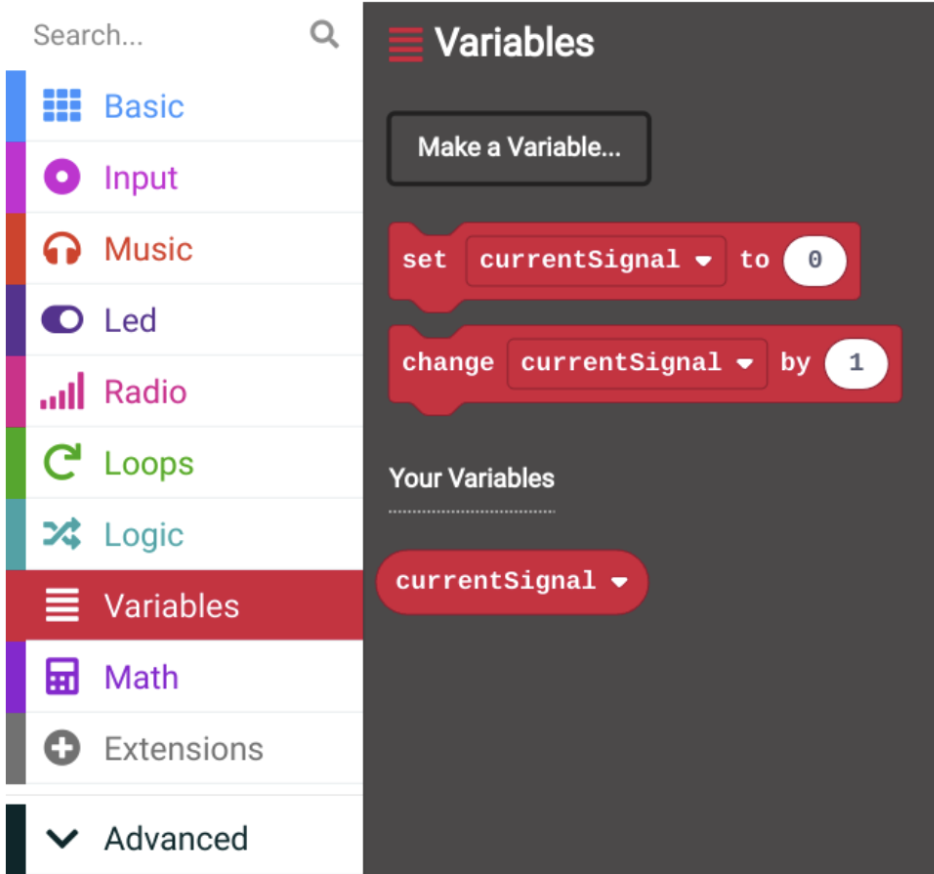 Search...
Basic
Input
Music
Led
Radio
Loops
Logic
Variables
Math
Extensions
Advanced
Variables
Make a Variable...
set currentSignal to 0
change currentSignal by 1
Your Variables
currentSignal